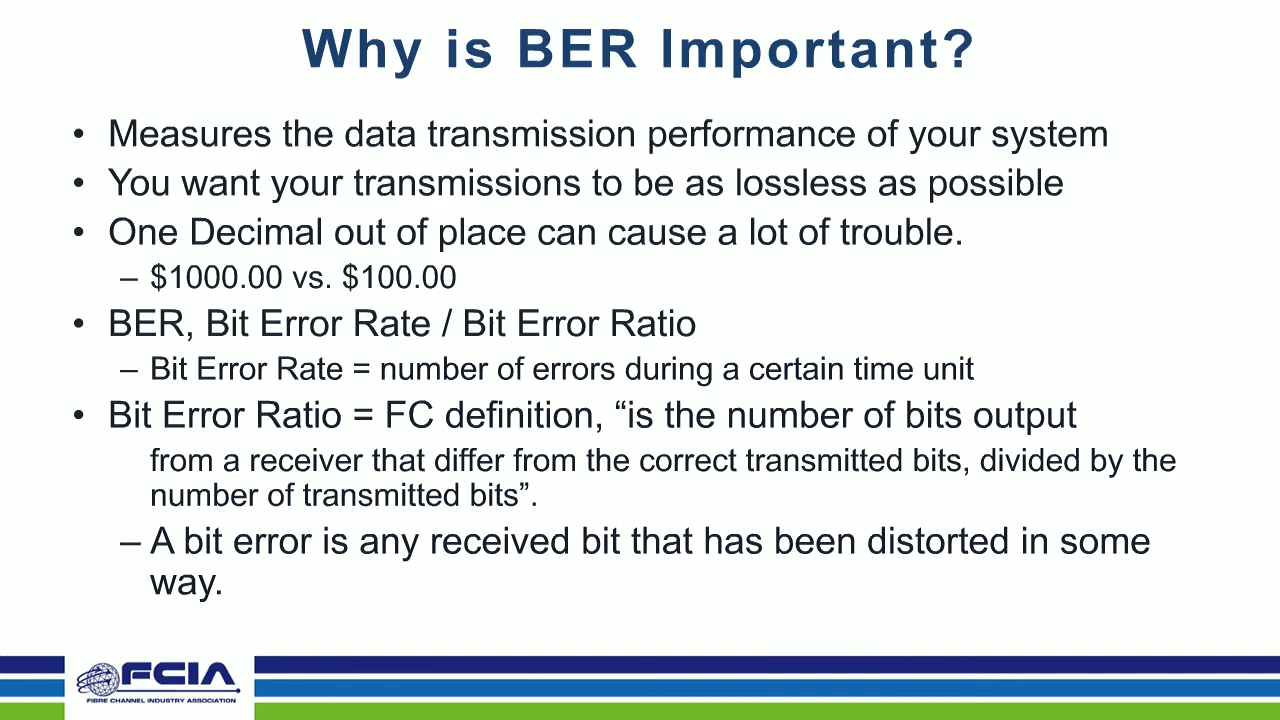 Why is BER Important?
• Measures the data transmission performance of your system
• You want your transmissions to be as lossless as possible
• One Decimal out of place can cause a lot of trouble.
– $1000.00 vs. $100.00
• BER, Bit Error Rate / Bit Error Ratio
– Bit Error Rate = number of errors during a certain time unit
• Bit Error Ratio = FC definition, “is the number of bits output
from a receiver that differ from the correct transmitted bits, divided by the
number of transmitted bits”.
– A bit error is any received bit that has been distorted in some
way.
FCIA
FIBRE CHANNEL INDUSTRY ASSOCIATION